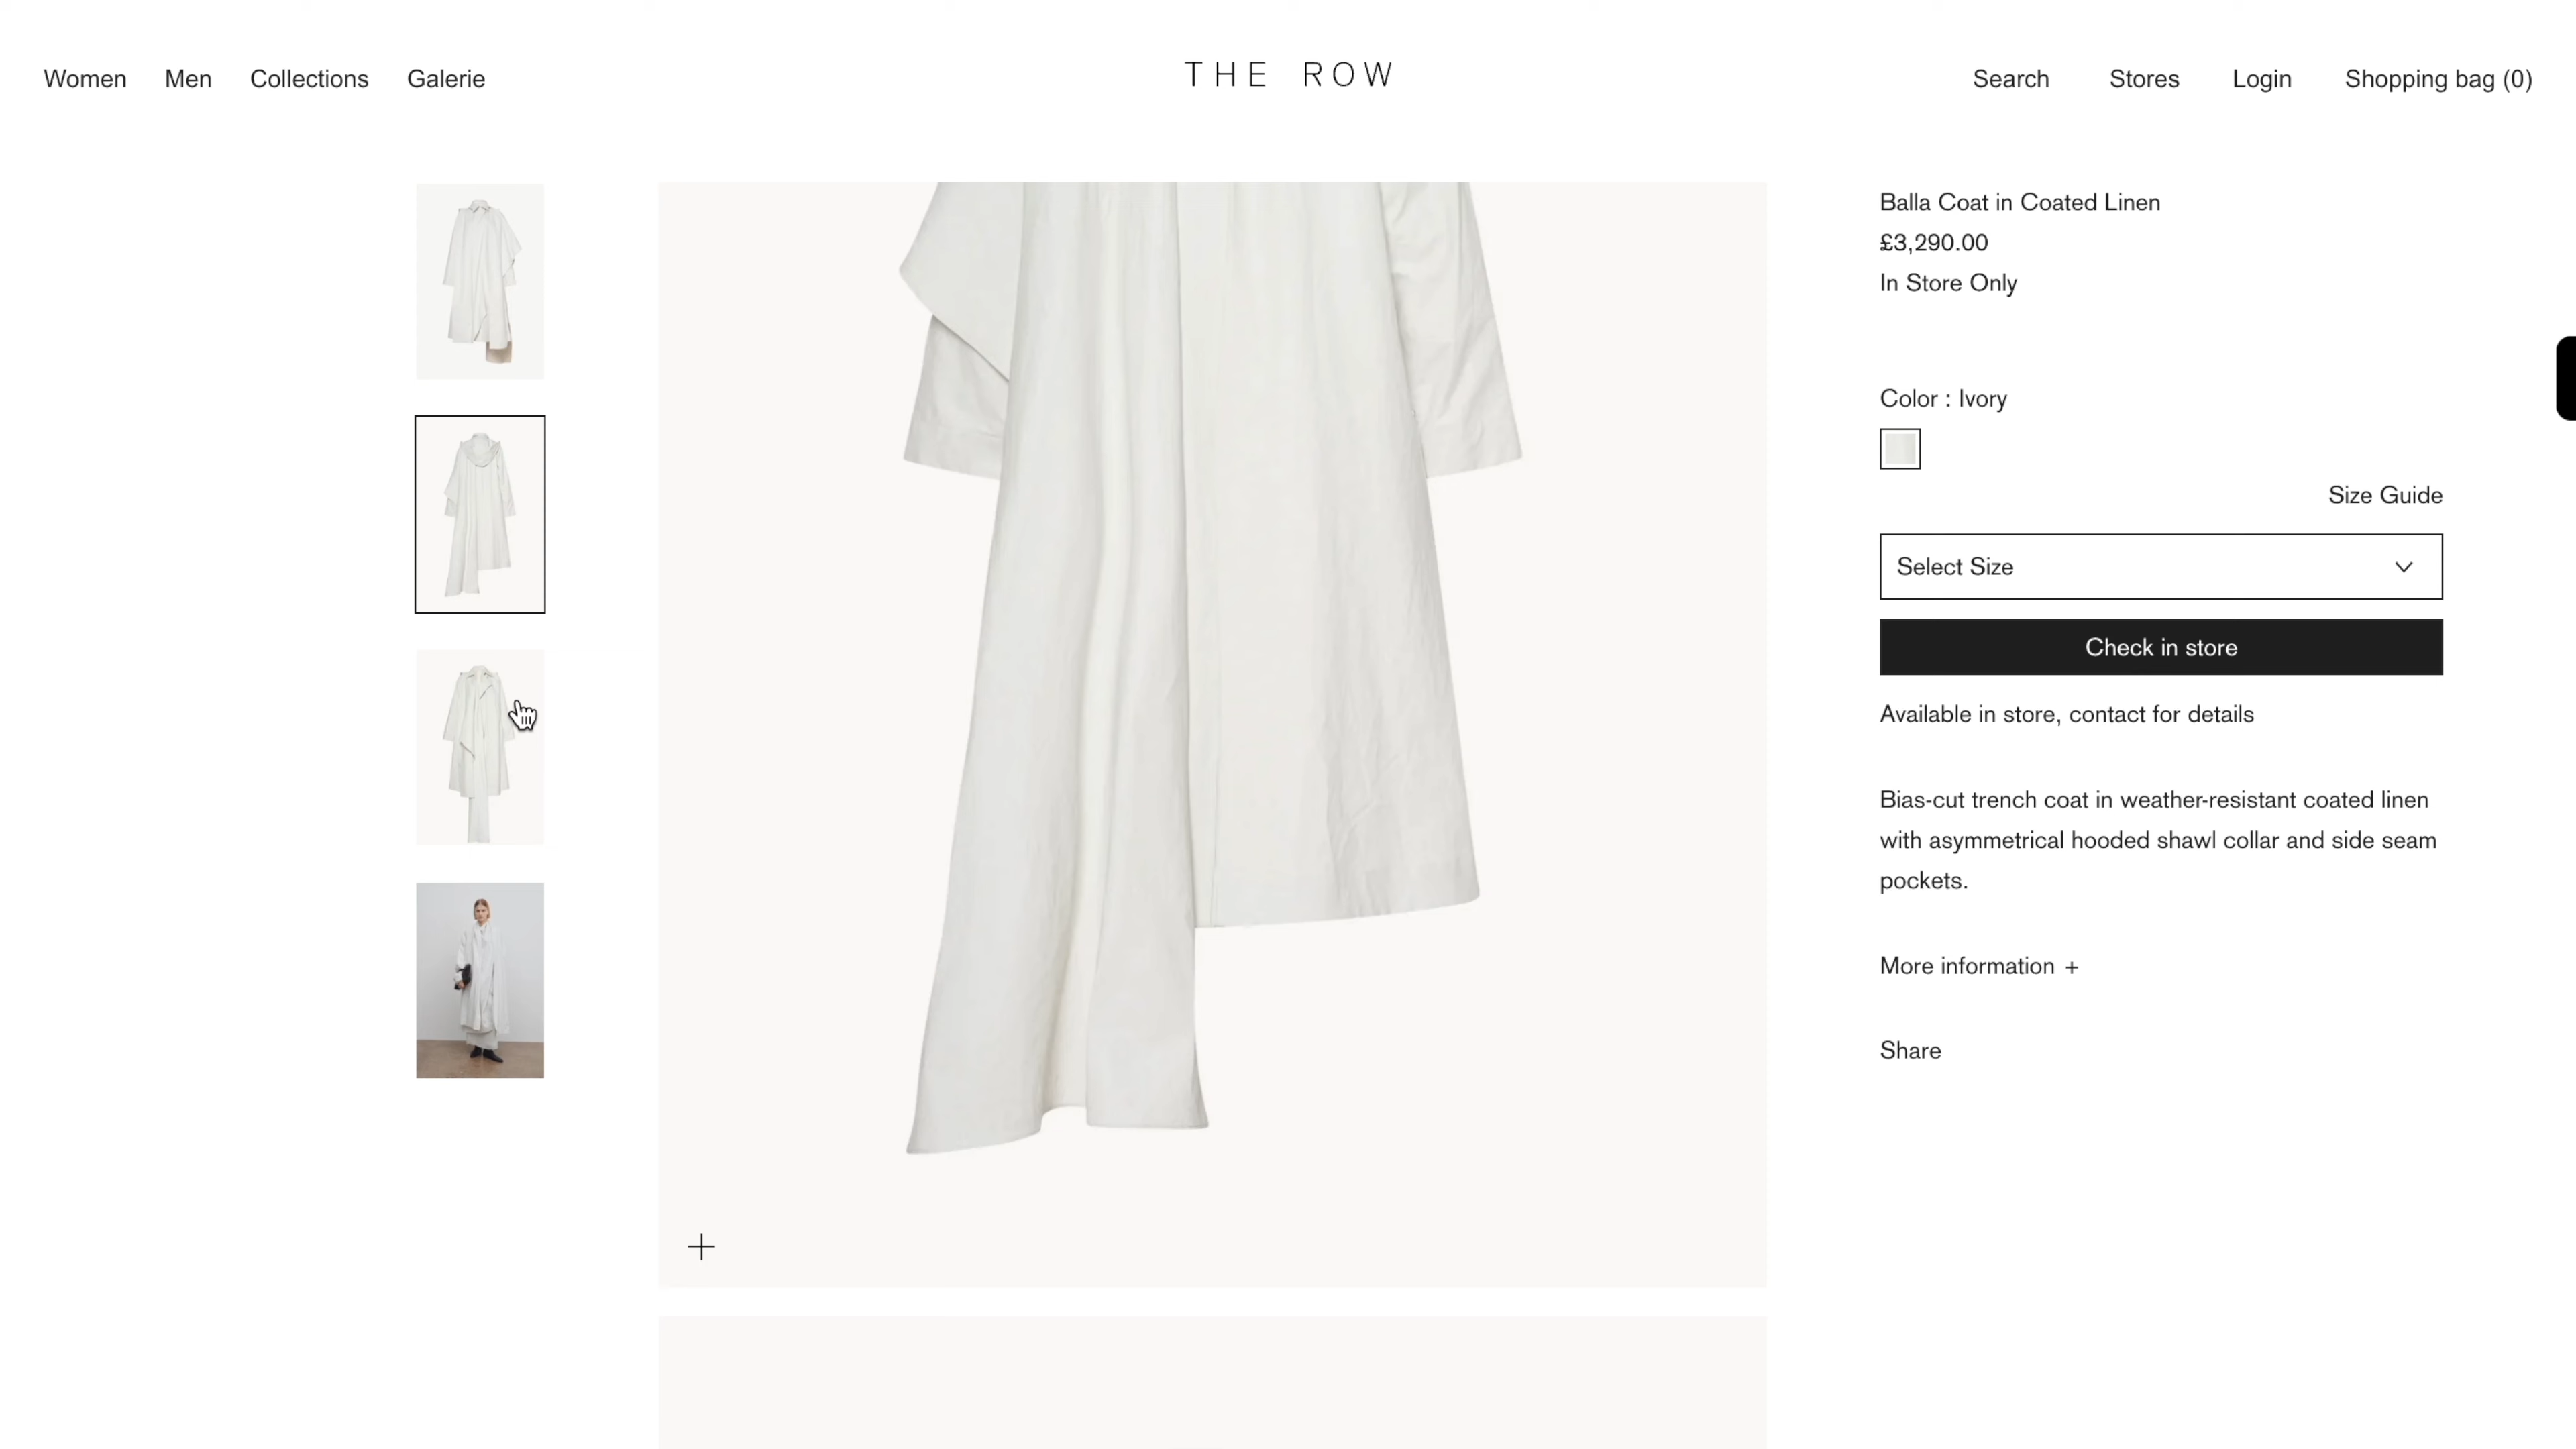 Women Men Collections Galerie
THE ROW
Search Stores Login Shopping bag (0)
Balla Coat in Coated Linen
£3,290.00
In Store Only
Color : Ivory
Size Guide
Select Size
Check in store
Available in store, contact for details
Bias-cut trench coat in weather-resistant coated linen
with asymmetrical hooded shawl collar and side seam
pockets.
More information +
Share